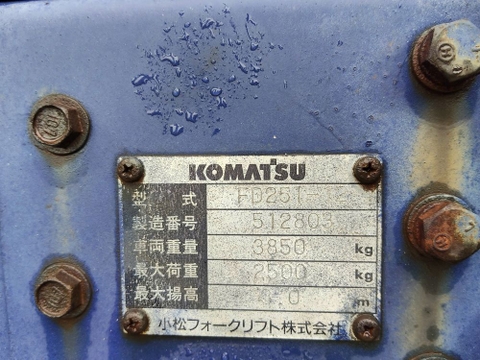 KOMATSU
型式 FD25T
製造番号 512803
車両重量 3850 kg
最大荷重 2500 kg
最大揚高 m
小松フォークリフト株式会社